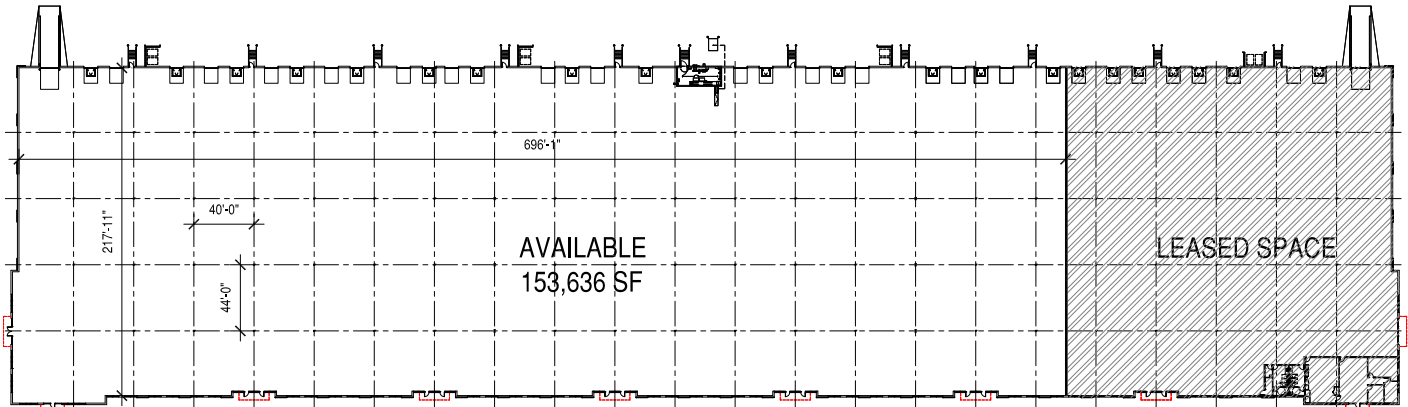 696'-1"
40'-0"
217'-11"
44'-0"
AVAILABLE
153,636 SF
LEASED SPACE